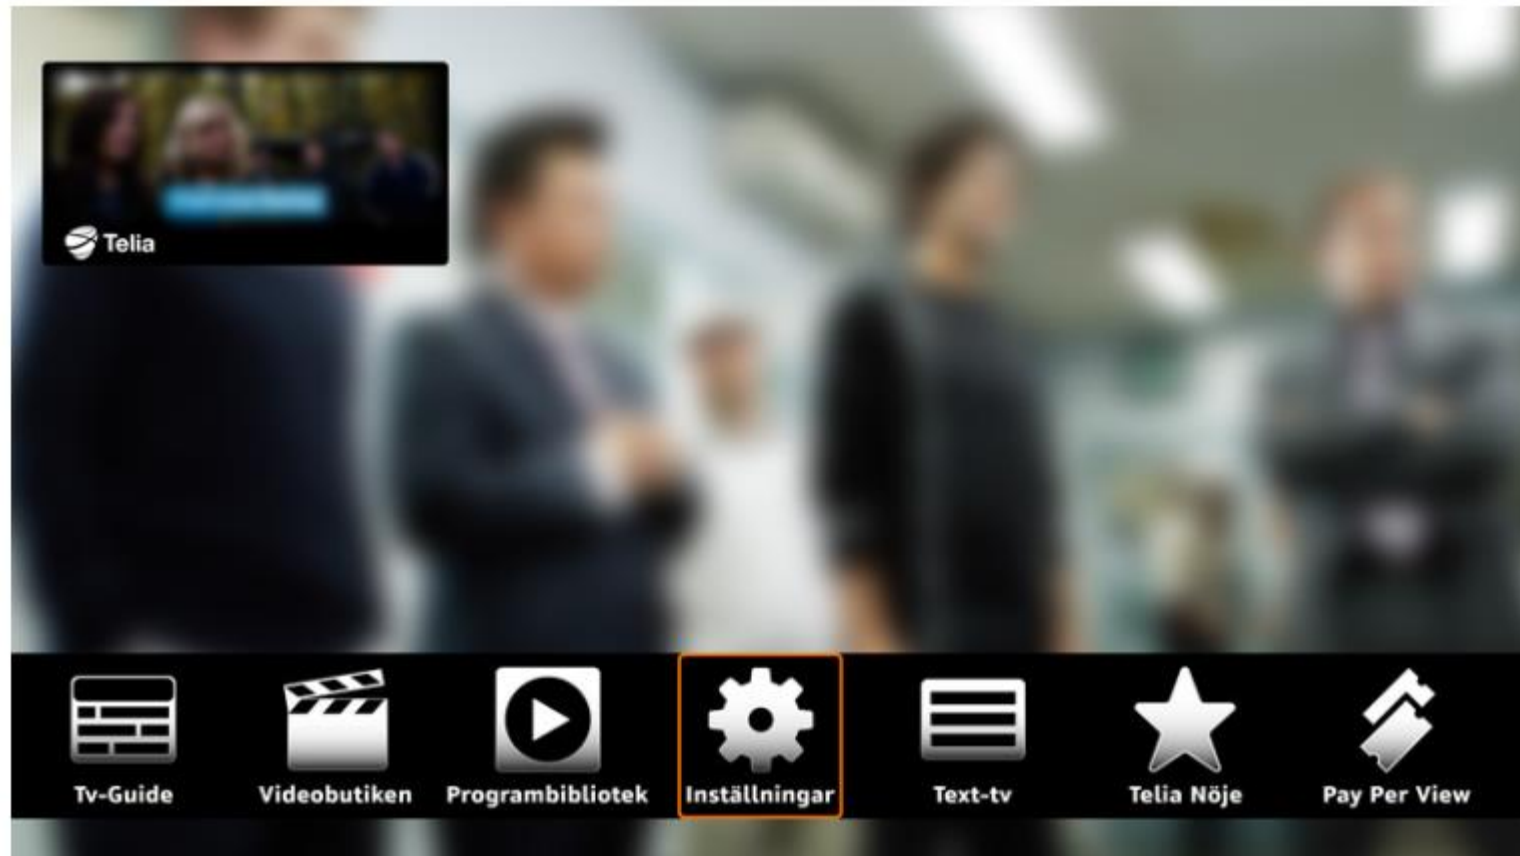 Telia
Tv-Guide
Videobutiken
Programbibliotek
Inställningar
Text-tv
Telia Nöje
Pay Per View